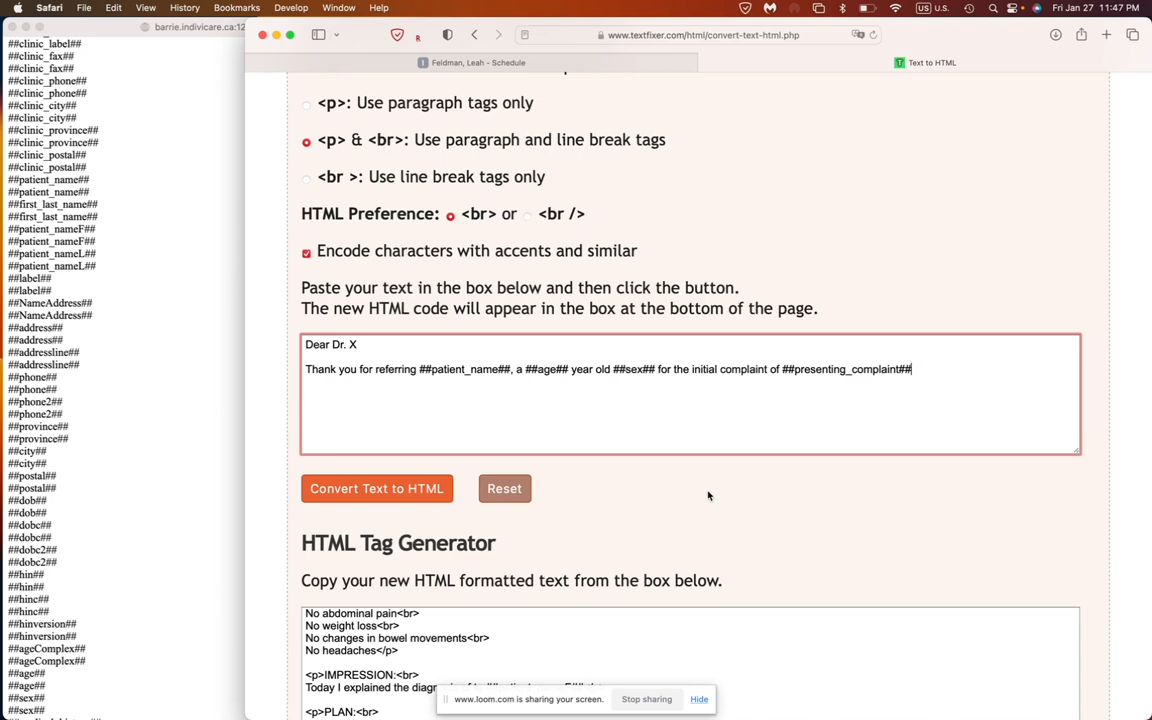 Safari File Edit View History Bookmarks Develop Window Help
US U.S. Fri Jan 27 11:47 PM
barrie.indivicare.ca:12
www.textfixer.com/html/convert-text-html.php
Feldman, Leah - Schedule
Text to HTML
##clinic_label##
##clinic_fax##
##clinic_fax##
##clinic_phone##
##clinic_phone##
##clinic_city##
##clinic_city##
##clinic_province##
##clinic_province##
##clinic_postal##
##clinic_postal##
##patient_name##
##patient_name##
##first_last_name##
##first_last_name##
##patient_nameF##
##patient_nameF##
##patient_nameL##
##patient_nameL##
##label##
##label##
##NameAddress##
##NameAddress##
##address##
##address##
##addressline##
##addressline##
##phone##
##phone##
##phone2##
##phone2##
##province##
##province##
##city##
##city##
##postal##
##postal##
##dob##
##dob##
##dobc##
##dobc##
##dobc2##
##dobc2##
##hin##
##hin##
##hinc##
##hinc##
##hinversion##
##hinversion##
##ageComplex##
##ageComplex##
##age##
##age##
##sex##
##sex##
<p>: Use paragraph tags only
<p> & <br>: Use paragraph and line break tags
<br >: Use line break tags only
HTML Preference: <br> or <br />
Encode characters with accents and similar
Paste your text in the box below and then click the button.
The new HTML code will appear in the box at the bottom of the page.
Dear Dr. X
Thank you for referring ##patient_name##, a ##age## year old ##sex## for the initial complaint of ##presenting_complaint##
Convert Text to HTML Reset
HTML Tag Generator
Copy your new HTML formatted text from the box below.
No abdominal pain<br>
No weight loss<br>
No changes in bowel movements<br>
No headaches</p>
<p>IMPRESSION:<br>
Today I explained the
<p>PLAN:<br>
www.loom.com is sharing your screen. Stop sharing Hide